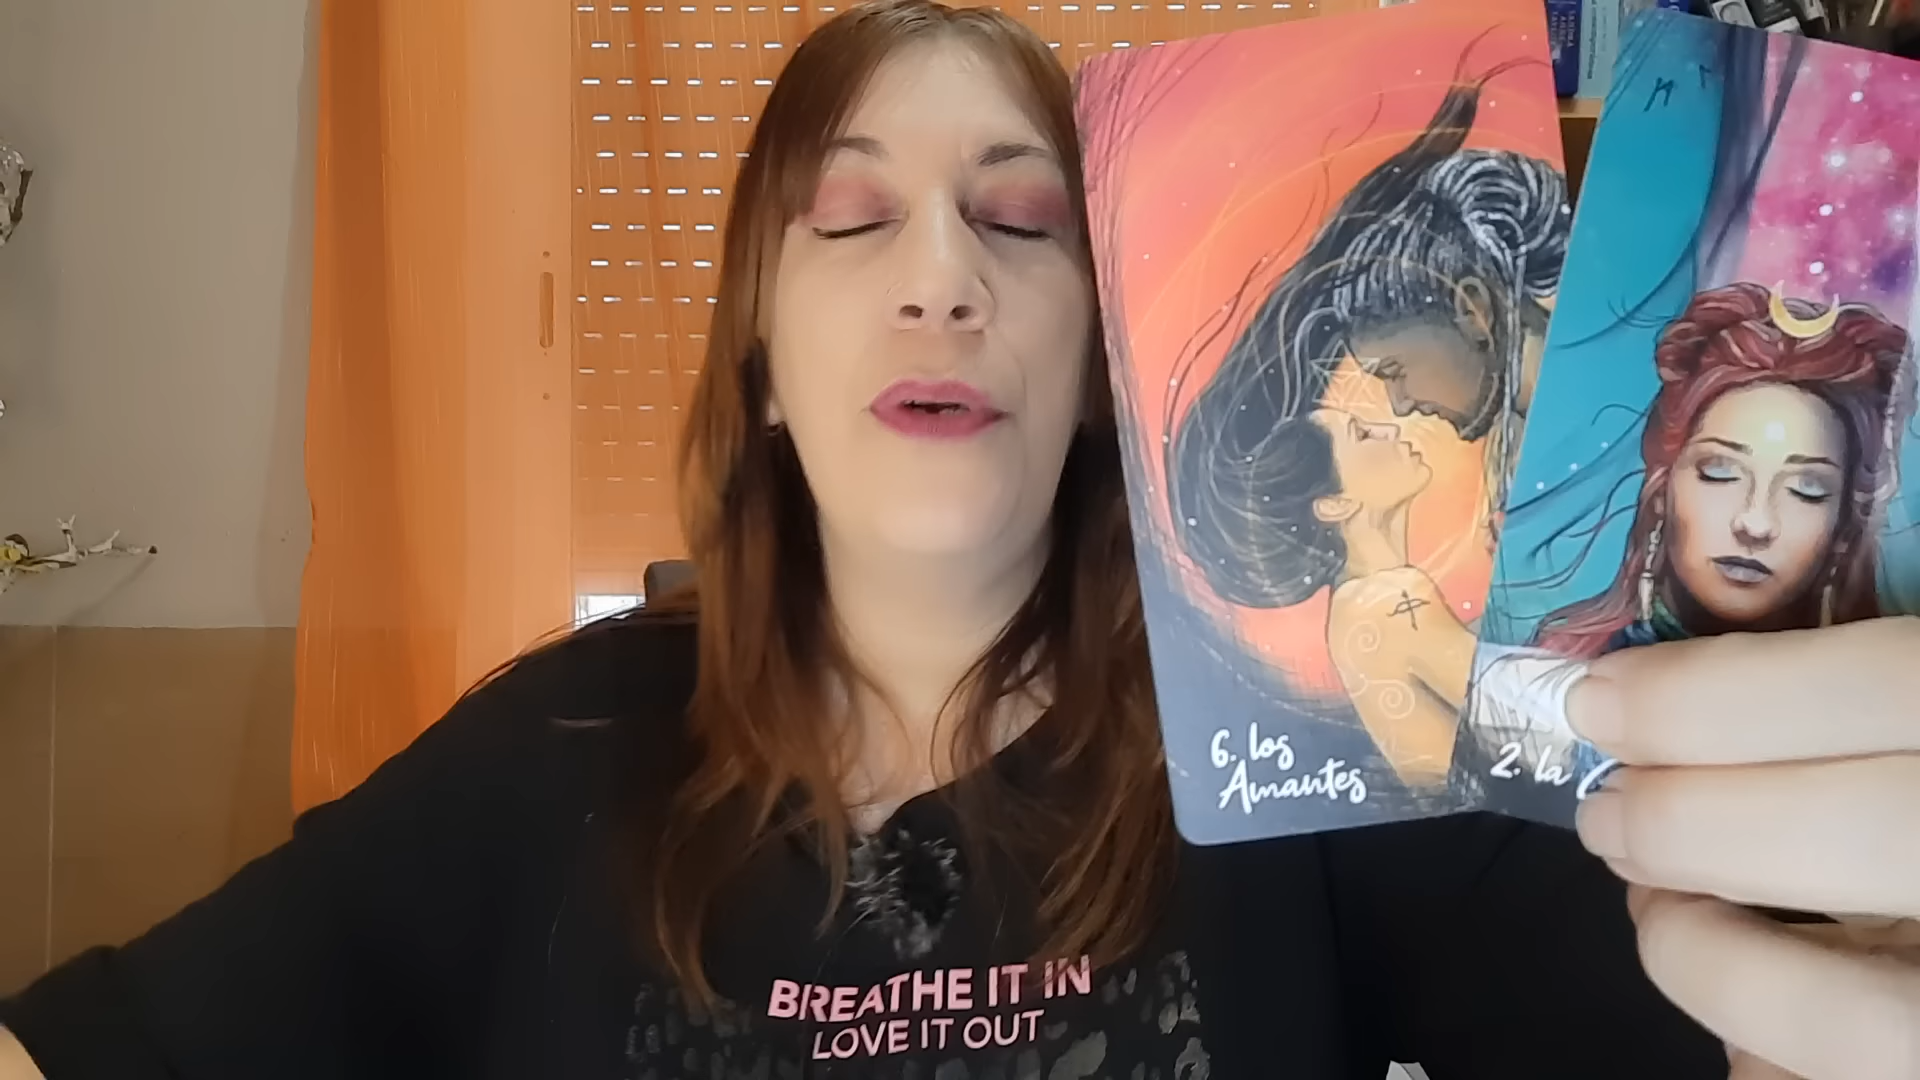 6. los
Amantes
2. la
BREATHE IT IN
LOVE IT OUT